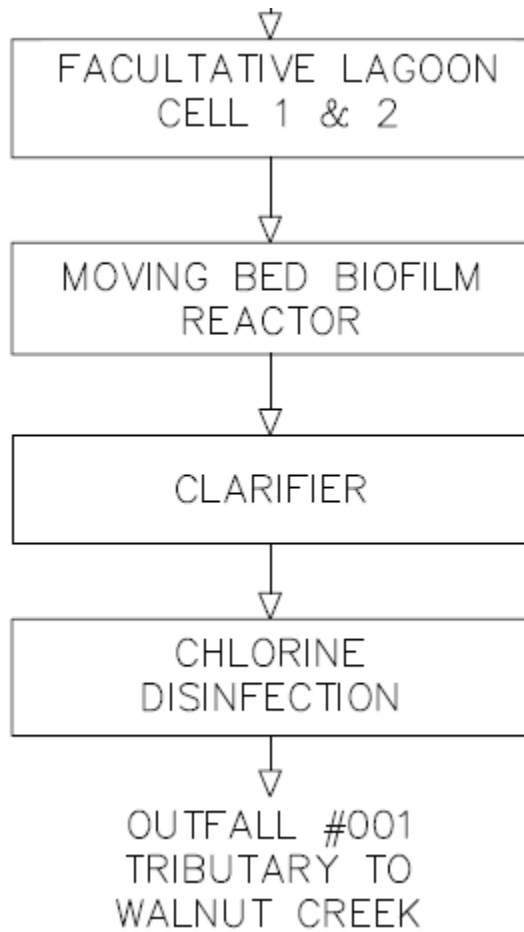 FACULTATIVE LAGOON
CELL 1 & 2
MOVING BED BIOFILM
REACTOR
CLARIFIER
CHLORINE
DISINFECTION
OUTFALL #001
TRIBUTARY TO
WALNUT CREEK